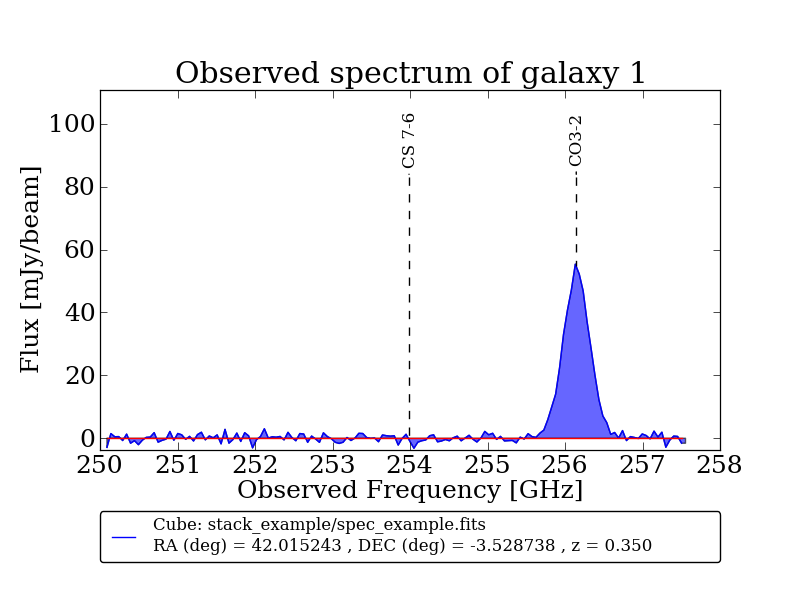 Observed spectrum of galaxy 1
Flux [mJy/beam]
100
80
60
40
20
0
CS 7-6
CO3-2
250 251 252 253 254 255 256 257 258
Observed Frequency [GHz]
Cube: stack_example/spec_example.fits
RA (deg) = 42.015243 , DEC (deg) = -3.528738 , z = 0.350